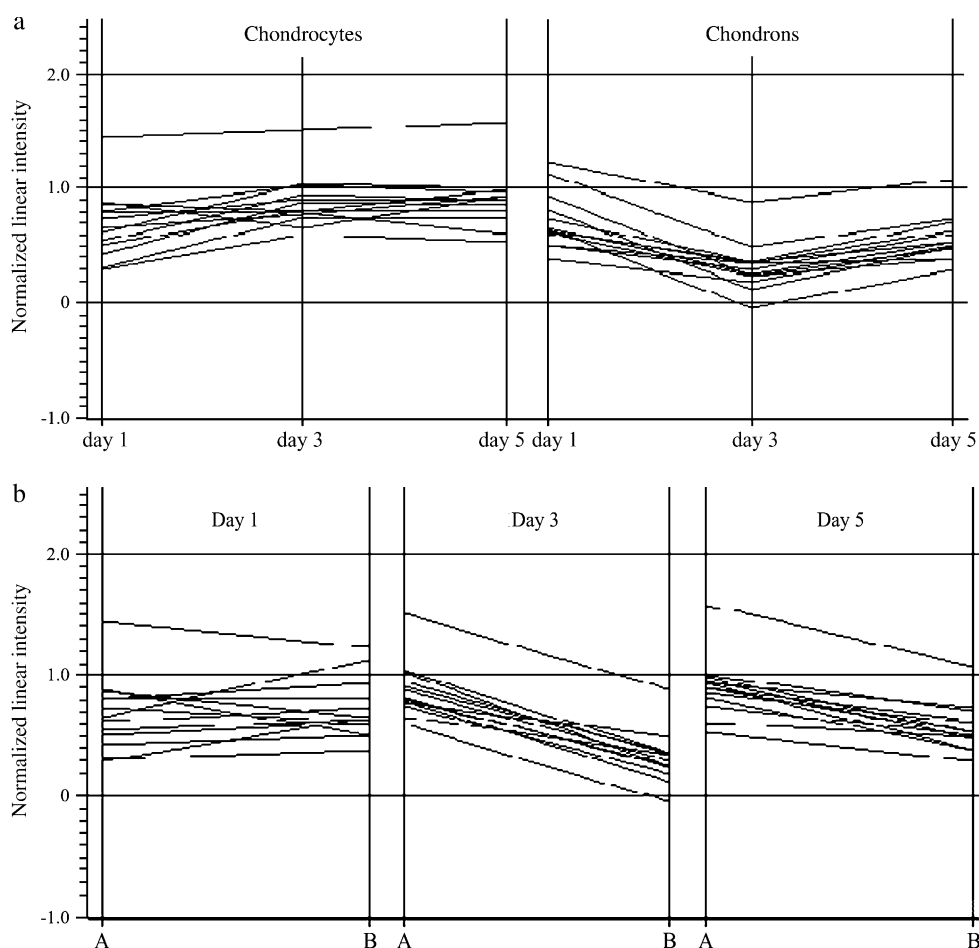 a
Chondrocytes
Chondrons
Normalized linear intensity
2.0
1.0
0
-1.0
day 1
day 3
day 5
day 1
day 3
day 5
b
Day 1
Day 3
Day 5
Normalized linear intensity
2.0
1.0
0
-1.0
A
B
A
B
A
B